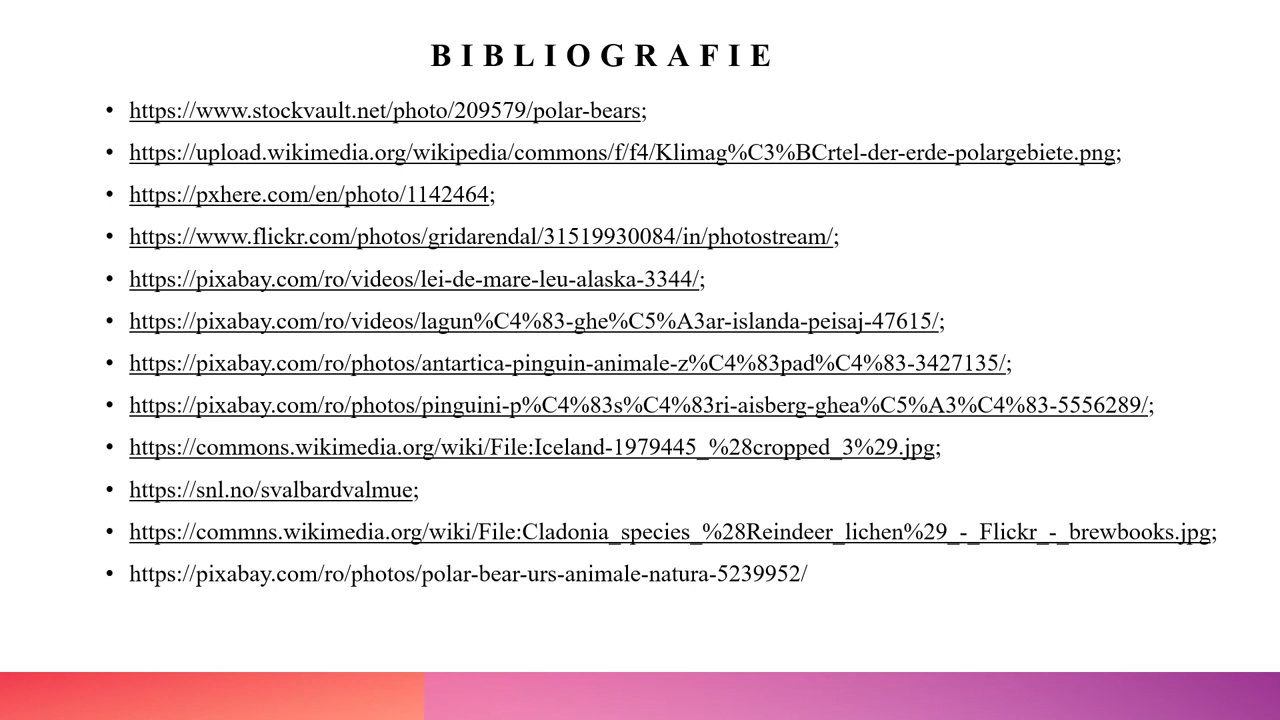 BIBLIOGRAFIE
• https://www.stockvault.net/photo/209579/polar-bears;
• https://upload.wikimedia.org/wikipedia/commons/f/f4/Klimag%C3%BCrtel-der-erde-polargebiete.png;
• https://pxhere.com/en/photo/1142464;
• https://www.flickr.com/photos/gridarendal/31519930084/in/photostream/;
• https://pixabay.com/ro/videos/lei-de-mare-leu-alaska-3344/;
• https://pixabay.com/ro/videos/lagun%C4%83-ghe%C5%A3ar-islanda-peisaj-47615/;
• https://pixabay.com/ro/photos/antartica-pinguin-animale-z%C4%83pad%C4%83-3427135/;
• https://pixabay.com/ro/photos/pinguini-p%C4%83s%C4%83ri-aisberg-ghea%C5%A3%C4%83-5556289/;
• https://commons.wikimedia.org/wiki/File:Iceland-1979445_%28cropped_3%29.jpg;
• https://snl.no/svalbardvalmue;
• https://commns.wikimedia.org/wiki/File:Cladonia_species_%28Reindeer_lichen%29_-_Flickr_-_brewbooks.jpg;
• https://pixabay.com/ro/photos/polar-bear-urs-animale-natura-5239952/